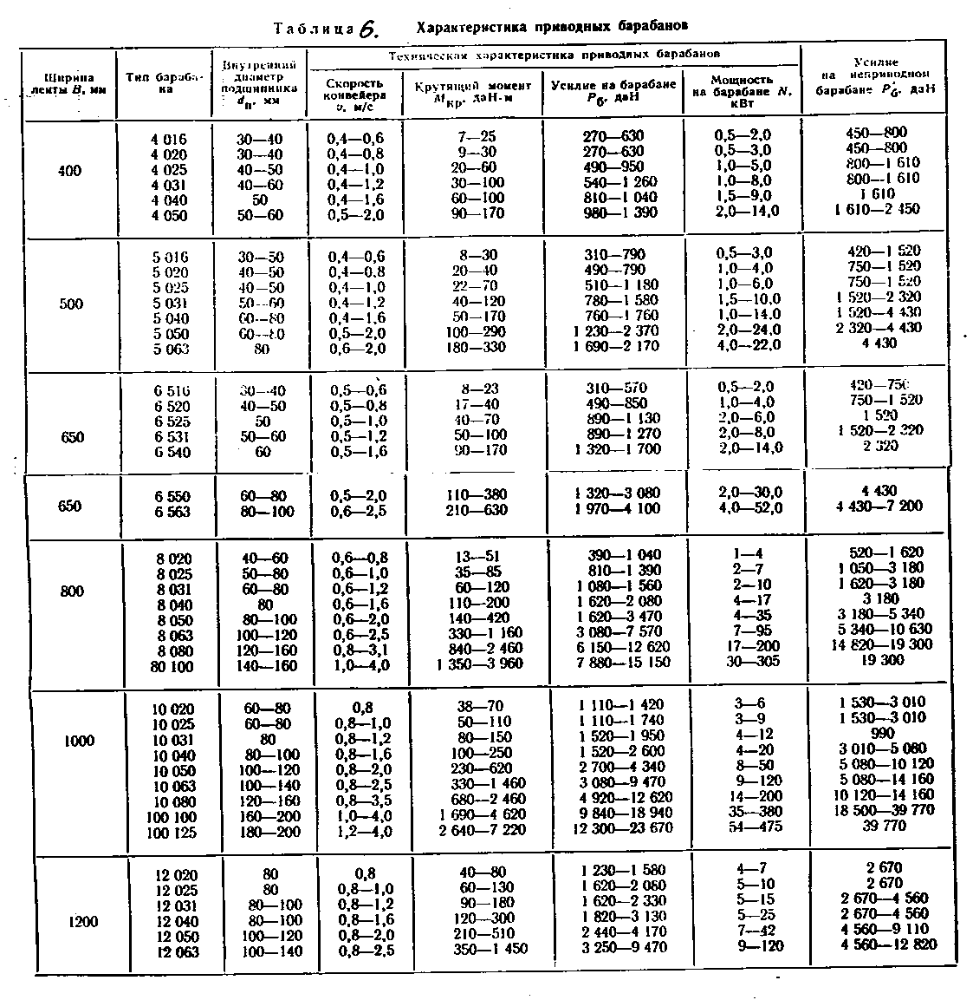 Таблица 6. Характеристика приводных барабанов
Ширина ленты B, мм | Тип бараба-на | Внутренний диаметр подшипника dп, мм | Техническая характеристика приводных барабанов | Усилие на неприводном барабане P′б, даН
Скорость конвейера v, м/с | Крутящий момент Mкр, даН·м | Усилие на барабане Pб, даН | Мощность на барабане N, кВт
400
4 016 30—40 0,4—0,6 7—25 270—630 0,5—2,0 450—800
4 020 30—40 0,4—0,8 9—30 270—630 0,5—3,0 450—800
4 025 40—50 0,4—1,0 20—60 490—950 1,0—5,0 800—1 610
4 031 40—60 0,4—1,2 30—100 540—1 260 1,0—8,0 800—1 610
4 040 50 0,4—1,6 60—100 810—1 040 1,5—9,0 1 610
4 050 50—60 0,5—2,0 90—170 980—1 390 2,0—14,0 1 610—2 450
500
5 016 30—50 0,4—0,6 8—30 310—790 0,5—3,0 420—1 520
5 020 40—50 0,4—0,8 20—40 490—790 1,0—4,0 750—1 520
5 025 40—50 0,4—1,0 22—70 510—1 180 1,0—6,0 750—1 520
5 031 50—60 0,4—1,2 40—120 780—1 580 1,5—10,0 1 520—2 320
5 040 60—80 0,4—1,6 50—170 760—1 760 1,0—14,0 1 520—4 430
5 050 60—80 0,5—2,0 100—290 1 230—2 370 2,0—24,0 2 320—4 430
5 063 80 0,6—2,0 180—330 1 690—2 170 4,0—22,0 4 430
650
6 516 30—40 0,5—0,6 8—23 310—570 0,5—2,0 420—750
6 520 40—50 0,5—0,8 17—40 490—850 1,0—4,0 750—1 520
6 525 50 0,5—1,0 40—70 890—1 130 2,0—6,0 1 520
6 531 50—60 0,5—1,2 50—100 890—1 270 2,0—8,0 1 520—2 320
6 540 60 0,5—1,6 90—170 1 320—1 700 2,0—14,0 2 320
650
6 550 60—80 0,5—2,0 110—380 1 320—3 080 2,0—30,0 4 430
6 563 80—100 0,6—2,5 210—630 1 970—4 100 4,0—52,0 4 430—7 200
800
8 020 40—60 0,6—0,8 13—51 390—1 040 1—4 520—1 620
8 025 50—80 0,6—1,0 35—85 810—1 390 2—7 1 050—3 180
8 031 60—80 0,6—1,2 60—120 1 080—1 560 2—10 1 620—3 180
8 040 80 0,6—1,6 110—200 1 620—2 080 4—17 3 180
8 050 80—100 0,6—2,0 140—420 1 620—3 470 4—35 3 180—5 340
8 063 100—120 0,6—2,5 330—1 160 3 080—7 570 7—95 5 340—10 630
8 080 120—160 0,8—3,1 840—2 460 6 150—12 620 17—200 14 820—19 300
80 100 140—160 1,0—4,0 1 350—3 960 7 880—15 150 30—305 19 300
1000
10 020 60—80 0,8 38—70 1 110—1 420 3—6 1 530—3 010
10 025 60—80 0,8—1,0 50—110 1 110—1 740 3—9 1 530—3 010
10 031 80 0,8—1,2 80—150 1 520—1 950 4—12 990
10 040 80—100 0,8—1,6 100—250 1 520—2 600 4—20 3 010—5 080
10 050 100—120 0,8—2,0 230—620 2 700—4 340 8—50 5 080—10 120
10 063 100—140 0,8—2,5 330—1 460 3 080—9 470 9—120 5 080—14 160
10 080 120—160 0,8—3,5 680—2 460 4 920—12 620 14—200 10 120—14 160
100 100 160—200 1,0—4,0 1 690—4 620 9 840—18 940 35—380 18 500—39 770
100 125 180—200 1,2—4,0 2 640—7 220 12 300—23 670 54—475 39 770
1200
12 020 80 0,8 40—80 1 230—1 580 4—7 2 670
12 025 80 0,8—1,0 60—130 1 620—2 080 5—10 2 670
12 031 80—100 0,8—1,2 90—180 1 620—2 330 5—15 2 670—4 560
12 040 80—100 0,8—1,6 120—300 1 820—3 130 5—25 2 670—4 560
12 050 100—120 0,8—2,0 210—510 2 440—4 170 7—42 4 560—9 110
12 063 100—140 0,8—2,5 350—1 450 3 250—9 470 9—120 4 560—12 820